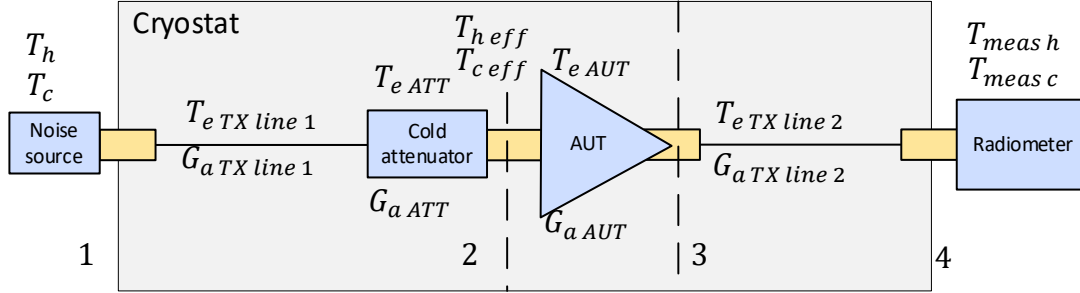 Cryostat
T_h
T_c
Noise source
T_e TX line 1
G_a TX line 1
T_e ATT
Cold attenuator
G_a ATT
T_h eff
T_c eff
T_e AUT
AUT
G_a AUT
T_e TX line 2
G_a TX line 2
T_meas h
T_meas c
Radiometer
1
2
3
4